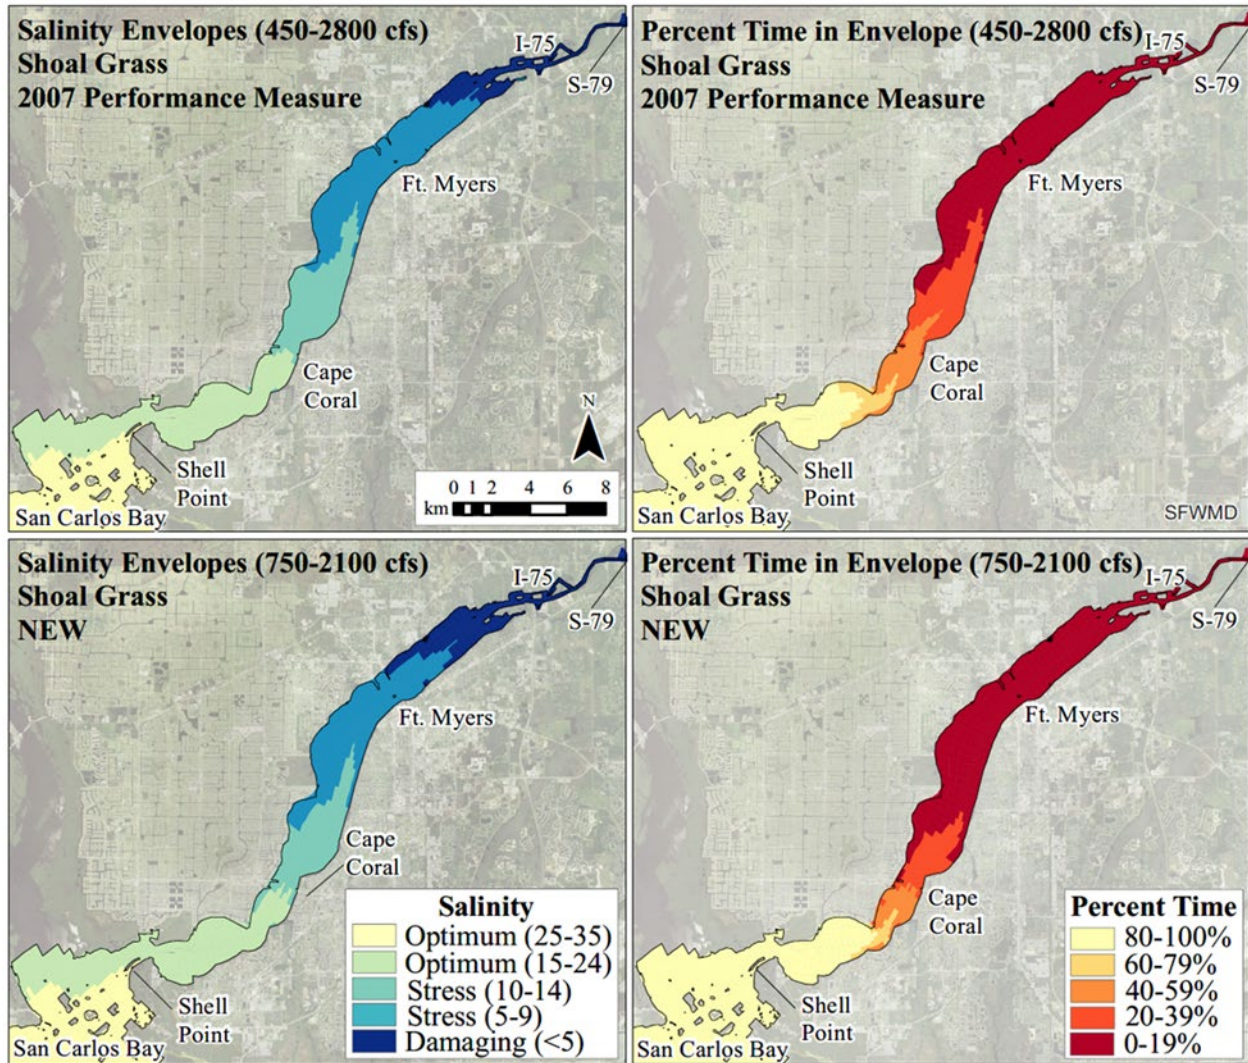 Salinity Envelopes (450-2800 cfs)
Shoal Grass
2007 Performance Measure
I-75
S-79
Ft. Myers
Cape
Coral
N
Shell
Point
0 1 2 4 6 8
km
San Carlos Bay
Percent Time in Envelope (450-2800 cfs)
Shoal Grass
2007 Performance Measure
I-75
S-79
Ft. Myers
Cape
Coral
Shell
Point
San Carlos Bay
SFWMD
Salinity Envelopes (750-2100 cfs)
Shoal Grass
NEW
I-75
S-79
Ft. Myers
Cape
Coral
Shell
Point
San Carlos Bay
Salinity
Optimum (25-35)
Optimum (15-24)
Stress (10-14)
Stress (5-9)
Damaging (<5)
Percent Time in Envelope (750-2100 cfs)
Shoal Grass
NEW
I-75
S-79
Ft. Myers
Cape
Coral
Shell
Point
San Carlos Bay
Percent Time
80-100%
60-79%
40-59%
20-39%
0-19%